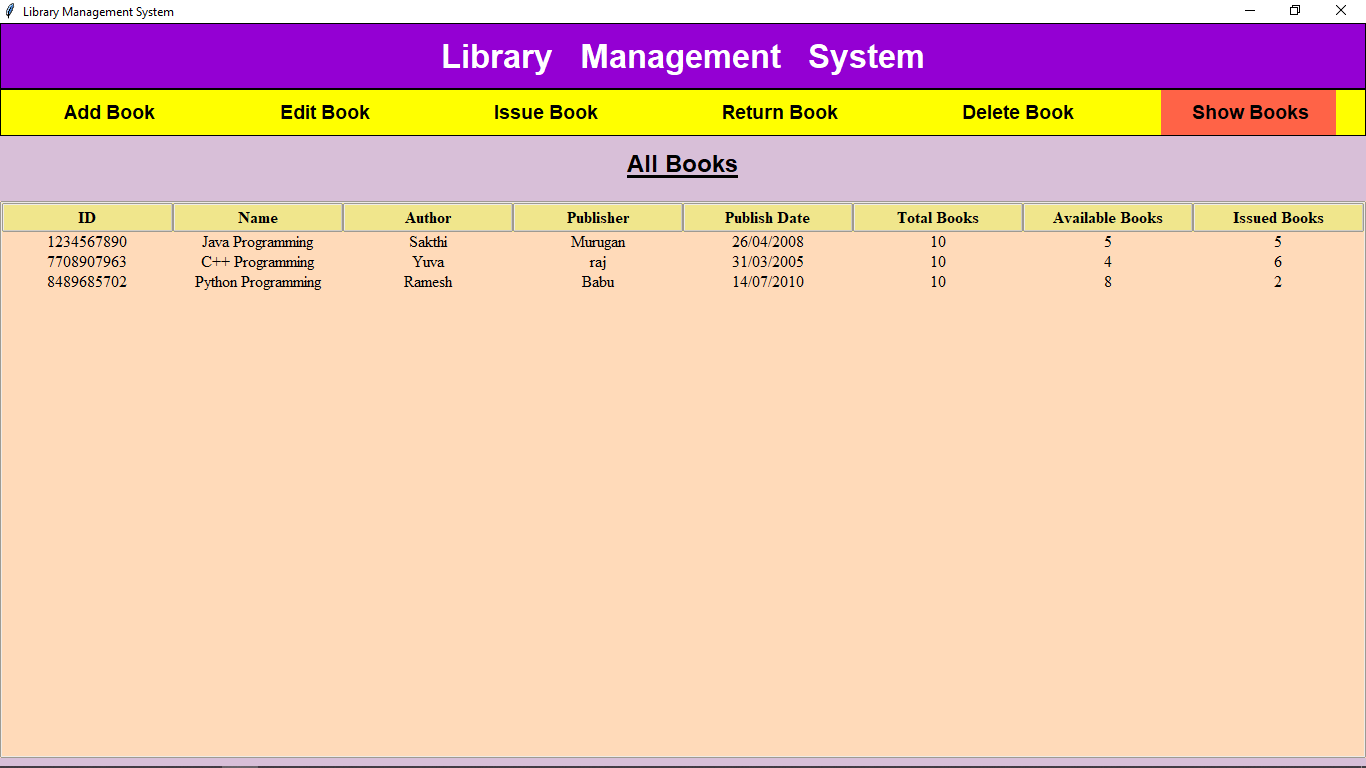 Library Management System
Library Management System
Add Book Edit Book Issue Book Return Book Delete Book Show Books
All Books
ID Name Author Publisher Publish Date Total Books Available Books Issued Books
1234567890 Java Programming Sakthi Murugan 26/04/2008 10 5 5
7708907963 C++ Programming Yuva raj 31/03/2005 10 4 6
8489685702 Python Programming Ramesh Babu 14/07/2010 10 8 2